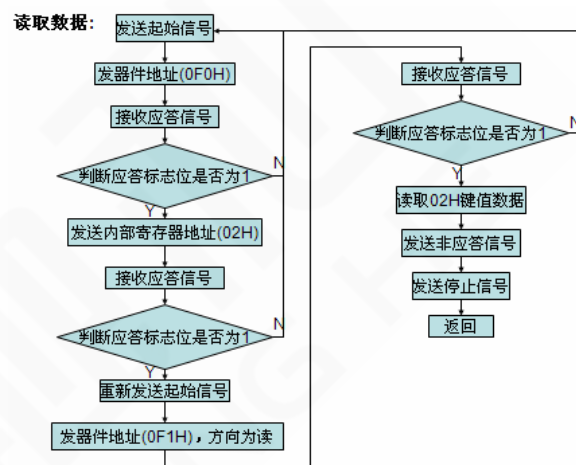 读取数据:
发送起始信号
发器件地址(0F0H)
接收应答信号
判断应答标志位是否为1
N
Y
发送内部寄存器地址(02H)
接收应答信号
判断应答标志位是否为1
N
Y
重新发送起始信号
发器件地址(0F1H)，方向为读
接收应答信号
判断应答标志位是否为1
N
Y
读取02H键值数据
发送非应答信号
发送停止信号
返回